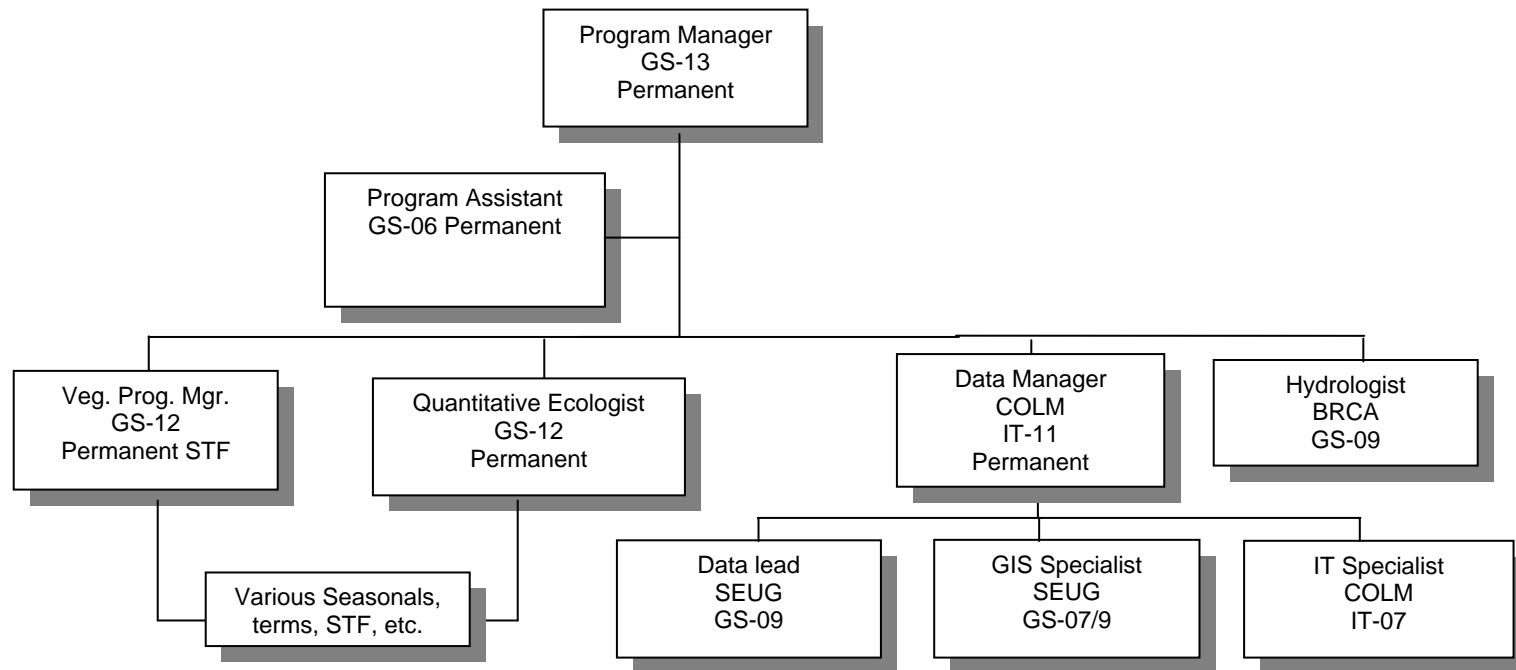 Program Manager
GS-13
Permanent
Program Assistant
GS-06 Permanent
Veg. Prog. Mgr.
GS-12
Permanent STF
Quantitative Ecologist
GS-12
Permanent
Data Manager
COLM
IT-11
Permanent
Hydrologist
BRCA
GS-09
Various Seasonals,
terms, STF, etc.
Data lead
SEUG
GS-09
GIS Specialist
SEUG
GS-07/9
IT Specialist
COLM
IT-07